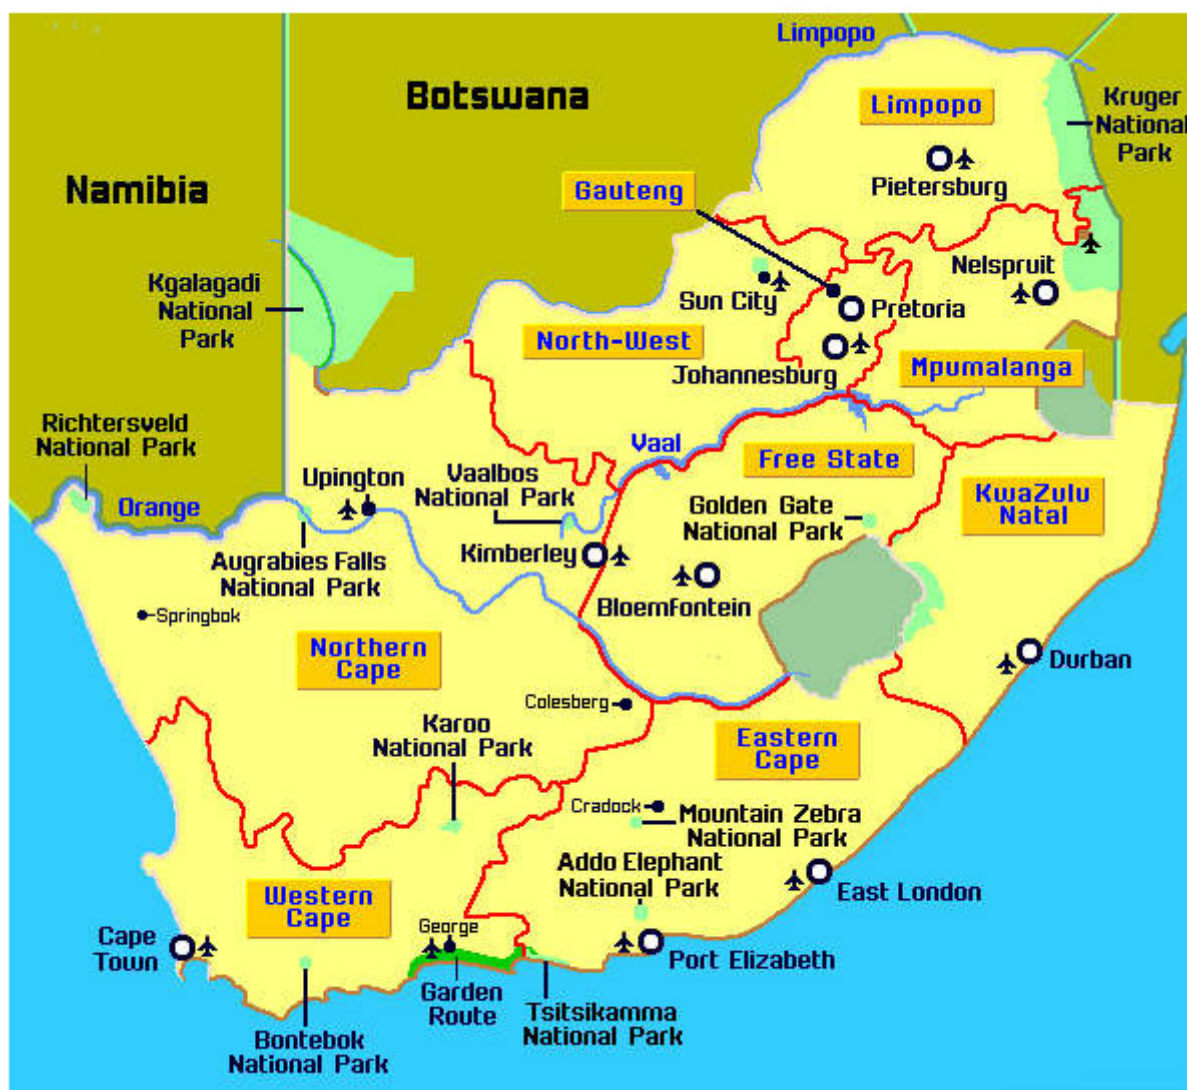 Limpopo
Botswana
Limpopo
Kruger
National
Park
Namibia
Gauteng
Pietersburg
Kgalagadi
National
Park
Nelspruit
Sun City
Pretoria
North-West
Johannesburg
Mpumalanga
Richtersveld
National Park
Orange
Upington
Vaalbos
National Park
Vaal
Free State
Golden Gate
National Park
KwaZulu
Natal
Augrabies Falls
National Park
Kimberley
Bloemfontein
Springbok
Northern
Cape
Durban
Colesberg
Karoo
National Park
Eastern
Cape
Cradock
Mountain Zebra
National Park
Addo Elephant
National Park
Western
Cape
East London
Cape
Town
George
Port Elizabeth
Garden
Route
Tsitsikamma
National Park
Bontebok
National Park